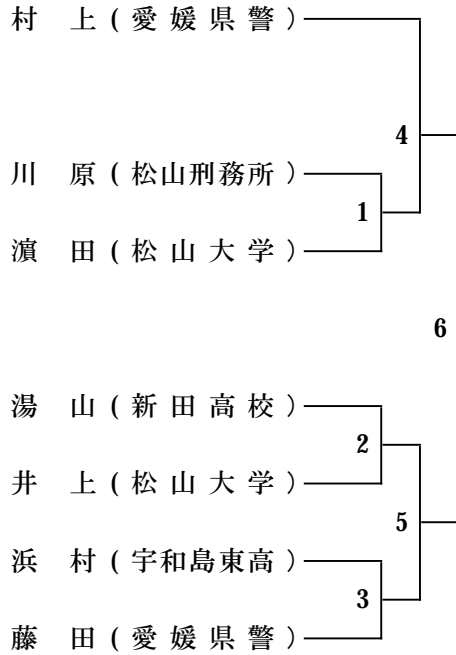 村 上 ( 愛 媛 県 警 )
4
川 原 ( 松山刑務所 )
1
濵 田 ( 松 山 大 学 )
6
湯 山 ( 新 田 高 校 )
2
井 上 ( 松 山 大 学 )
5
浜 村 ( 宇和島東高 )
3
藤 田 ( 愛 媛 県 警 )